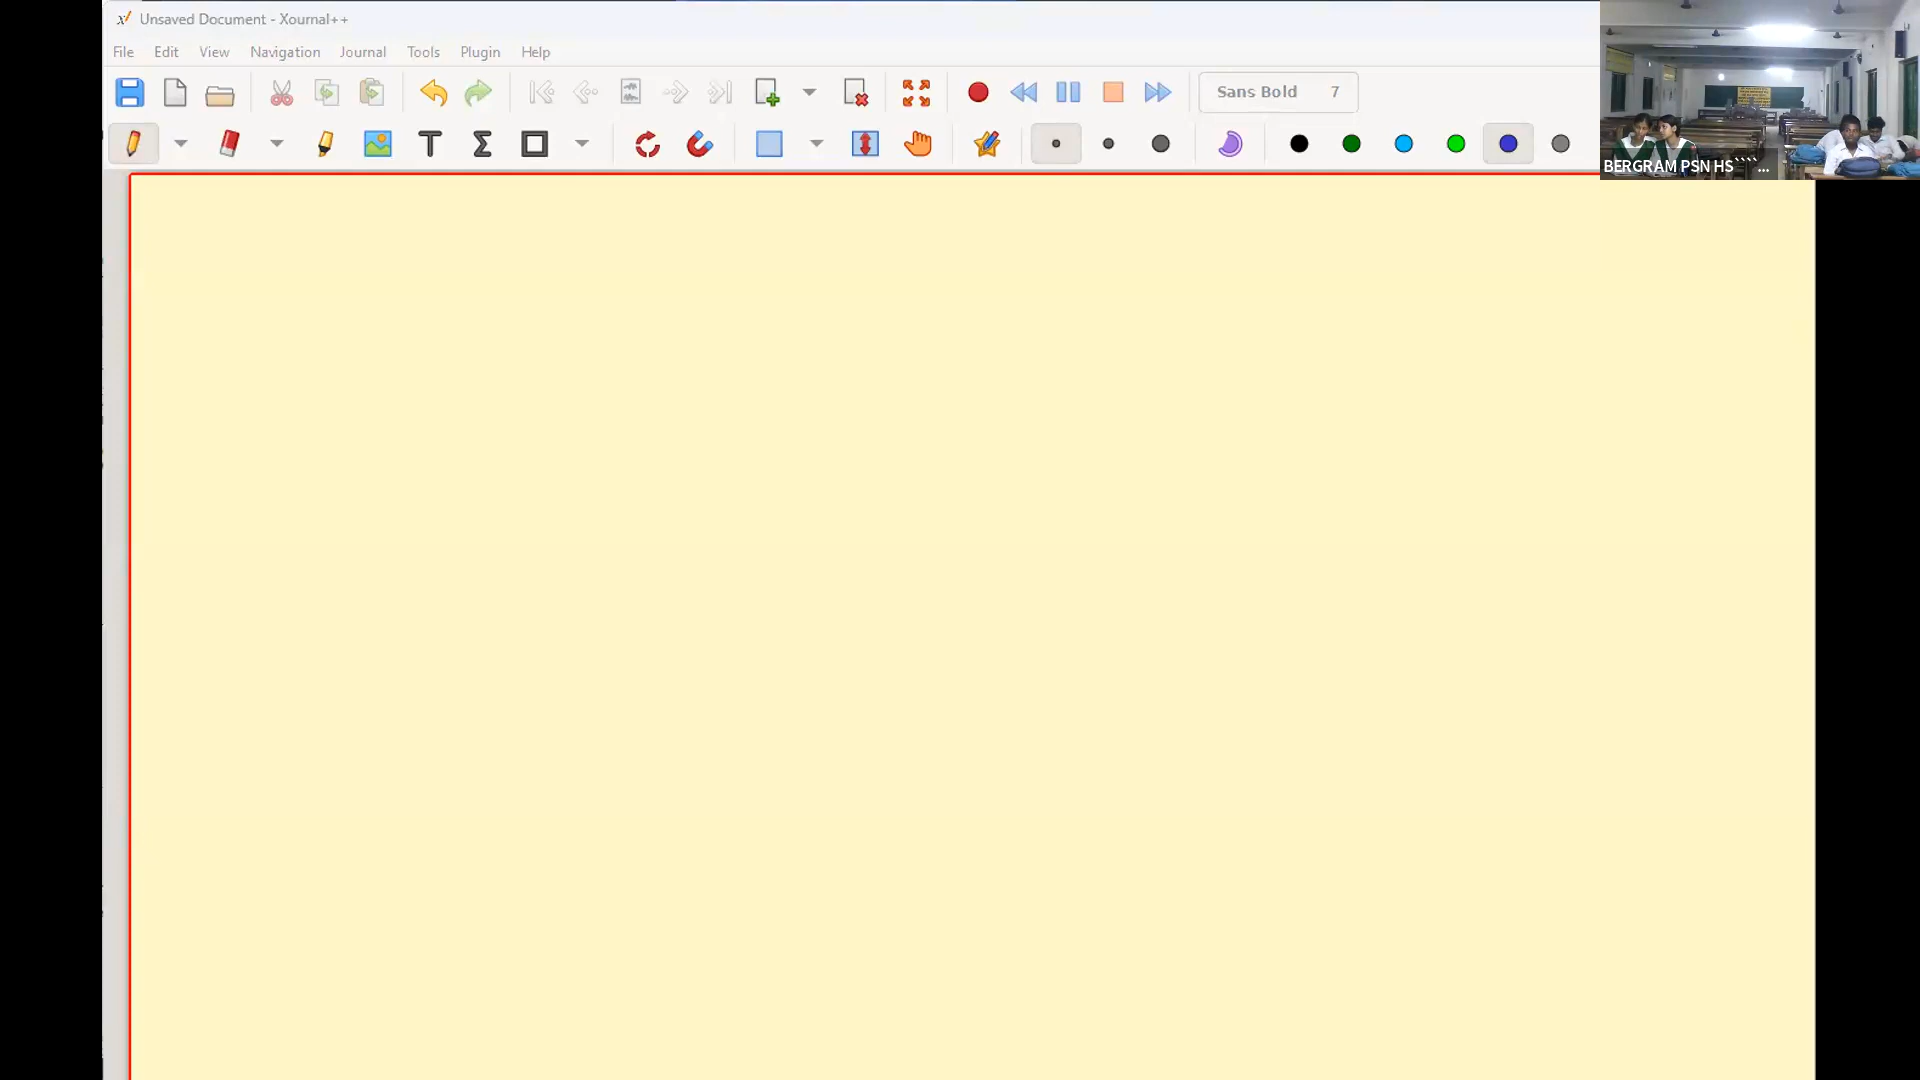 Unsaved Document - Xournal++
File Edit View Navigation Journal Tools Plugin Help
Sans Bold 7
BERGRAM PSN HS```` ...